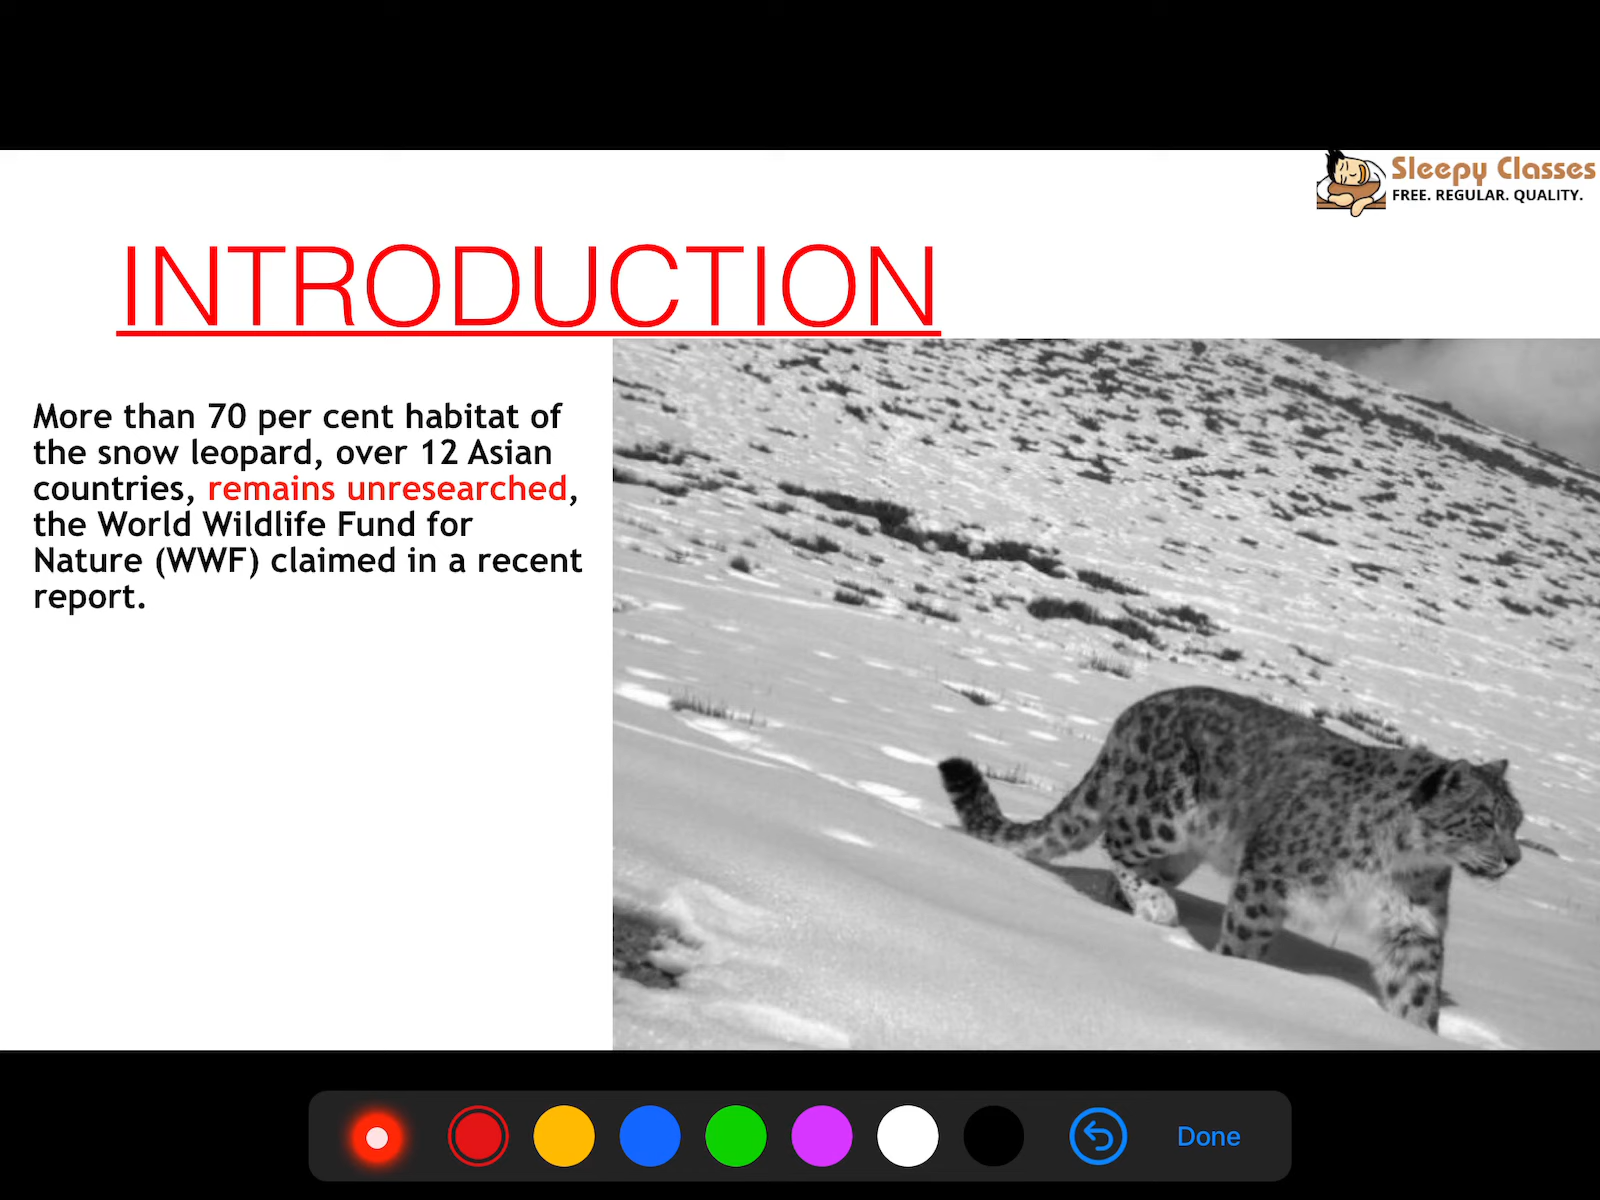 Sleepy Classes
FREE. REGULAR. QUALITY.
INTRODUCTION
More than 70 per cent habitat of
the snow leopard, over 12 Asian
countries, remains unresearched,
the World Wildlife Fund for
Nature (WWF) claimed in a recent
report.
Done